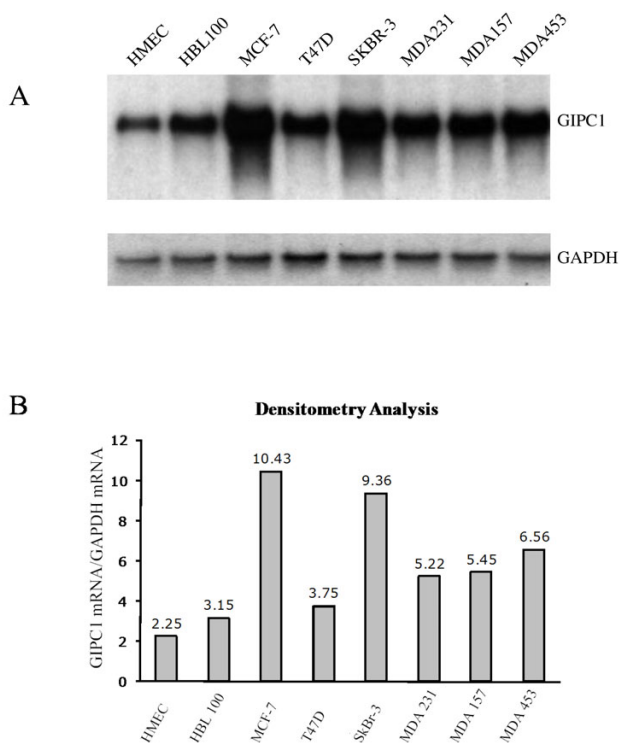 HMEC HBL100 MCF-7 T47D SKBR-3 MDA231 MDA157 MDA453
A
GIPC1
GAPDH
B
Densitometry Analysis
GIPC1 mRNA/GAPDH mRNA
12
10
8
6
4
2
0
2.25 3.15 10.43 3.75 9.36 5.22 5.45 6.56
HMEC HBL 100 MCF-7 T47D SkBr-3 MDA 231 MDA 157 MDA 453